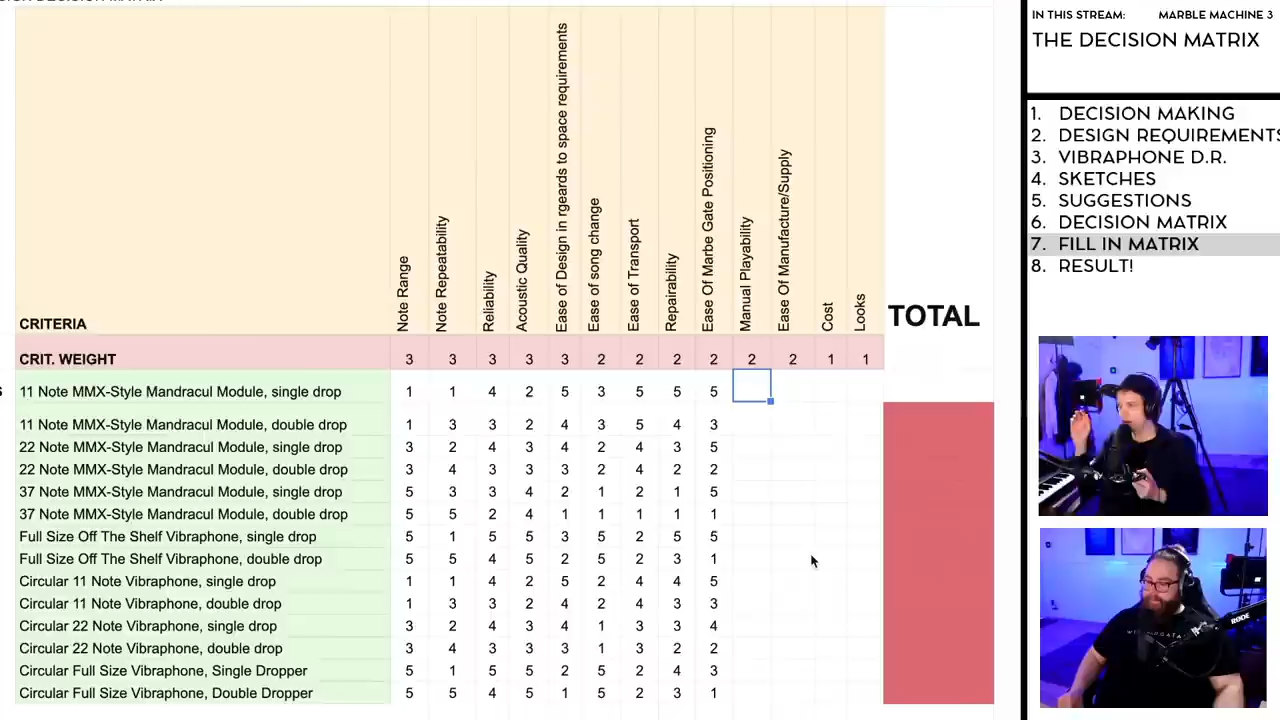 IN THIS STREAM: MARBLE MACHINE 3
THE DECISION MATRIX
1. DECISION MAKING
2. DESIGN REQUIREMENTS
3. VIBRAPHONE D.R.
4. SKETCHES
5. SUGGESTIONS
6. DECISION MATRIX
7. FILL IN MATRIX
8. RESULT!
CRITERIA
Note Range
Note Repeatability
Reliability
Acoustic Quality
Ease of Design in rgeards to space requirements
Ease of song change
Ease of Transport
Repairability
Ease Of Marbe Gate Positioning
Manual Playability
Ease Of Manufacture/Supply
Cost
Looks
TOTAL
CRIT. WEIGHT 3 3 3 3 3 2 2 2 2 2 2 1 1
11 Note MMX-Style Mandracul Module, single drop 1 1 4 2 5 3 5 5 5
11 Note MMX-Style Mandracul Module, double drop 1 3 3 2 4 3 5 4 3
22 Note MMX-Style Mandracul Module, single drop 3 2 4 3 4 2 4 3 5
22 Note MMX-Style Mandracul Module, double drop 3 4 3 3 3 2 4 2 2
37 Note MMX-Style Mandracul Module, single drop 5 3 3 4 2 1 2 1 5
37 Note MMX-Style Mandracul Module, double drop 5 5 2 4 1 1 1 1 1
Full Size Off The Shelf Vibraphone, single drop 5 1 5 5 3 5 2 5 5
Full Size Off The Shelf Vibraphone, double drop 5 5 4 5 2 5 2 3 1
Circular 11 Note Vibraphone, single drop 1 1 4 2 5 2 4 4 5
Circular 11 Note Vibraphone, double drop 1 3 3 2 4 2 4 3 3
Circular 22 Note Vibraphone, single drop 3 2 4 3 4 1 3 3 4
Circular 22 Note Vibraphone, double drop 3 4 3 3 3 1 3 2 2
Circular Full Size Vibraphone, Single Dropper 5 1 5 5 2 5 2 4 3
Circular Full Size Vibraphone, Double Dropper 5 5 4 5 1 5 2 3 1
RODE